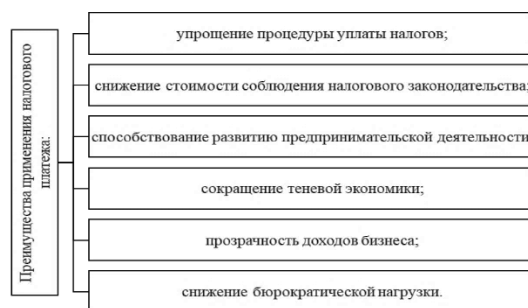 Преимущества применения налогового
платежа:
упрощение процедуры уплаты налогов;
снижение стоимости соблюдения налогового законодательства;
способствование развитию предпринимательской деятельности
сокращение теневой экономики;
прозрачность доходов бизнеса;
снижение бюрократической нагрузки.